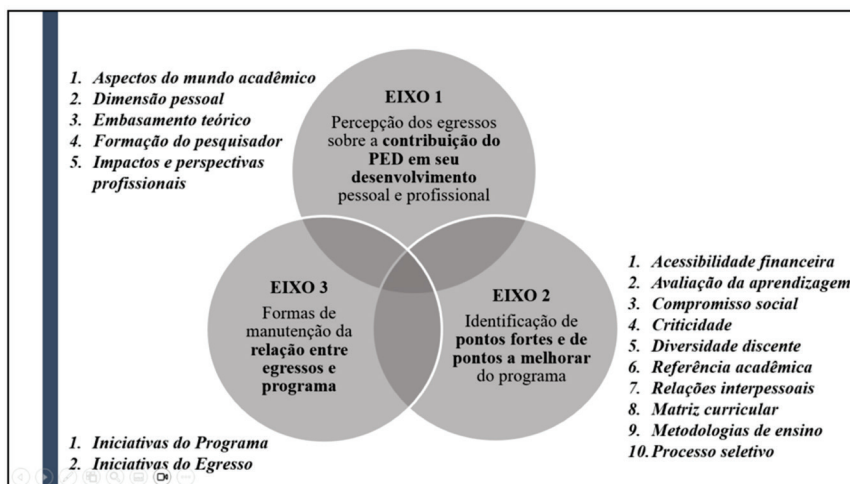 1. Aspectos do mundo acadêmico
2. Dimensão pessoal
3. Embasamento teórico
4. Formação do pesquisador
5. Impactos e perspectivas
profissionais
EIXO 1
Percepção dos egressos
sobre a contribuição do
PED em seu
desenvolvimento
pessoal e profissional
EIXO 3
Formas de
manutenção da
relação entre
egressos e
programa
EIXO 2
Identificação de
pontos fortes e de
pontos a melhorar
do programa
1. Acessibilidade financeira
2. Avaliação da aprendizagem
3. Compromisso social
4. Criticidade
5. Diversidade discente
6. Referência acadêmica
7. Relações interpessoais
8. Matriz curricular
9. Metodologias de ensino
10. Processo seletivo
1. Iniciativas do Programa
2. Iniciativas do Egresso